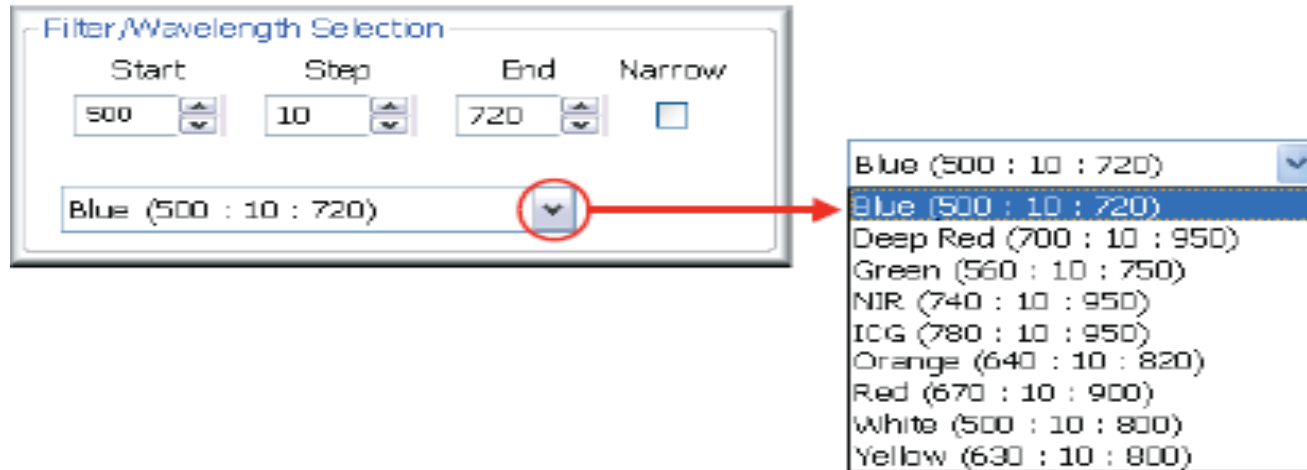 Filter/Wavelength Selection
Start Step End Narrow
500 10 720
Blue (500 : 10 : 720)
Blue (500 : 10 : 720)
Blue (500 : 10 : 720)
Deep Red (700 : 10 : 950)
Green (560 : 10 : 750)
NIR (740 : 10 : 950)
ICG (780 : 10 : 950)
Orange (640 : 10 : 820)
Red (670 : 10 : 900)
White (500 : 10 : 800)
Yellow (630 : 10 : 800)